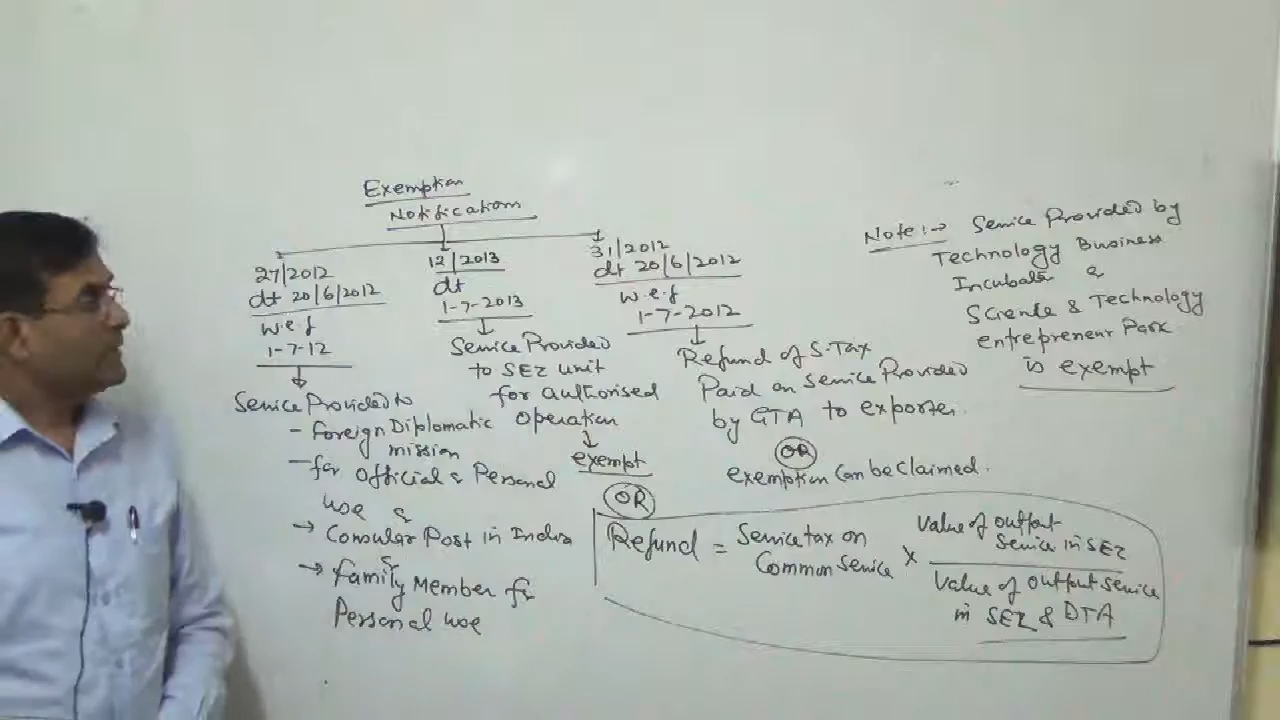 Exemption
Notifications
27/2012
dt 20/6/2012
w.e.f
1-7-12
Service Provided to
- foreign Diplomatic
mission
- for official & Personal
use &
→ Consular Post in India
&
→ family Member for
Personal use
12/2013
dt
1-7-2013
Service Provided
to SEZ unit
for authorised
operation
exempt
OR
31/2012
dt 20/6/2012
w.e.f
1-7-2012
Refund of S.Tax
Paid on Service Provided
by GTA to exporter.
OR
exemption can be claimed.
Refund = Service tax on Common Service × Value of output Service in SEZ
Value of output service in SEZ & DTA
Note:→ Service Provided by
Technology Business
Incubator &
Science & Technology
entrepreneur Park
is exempt